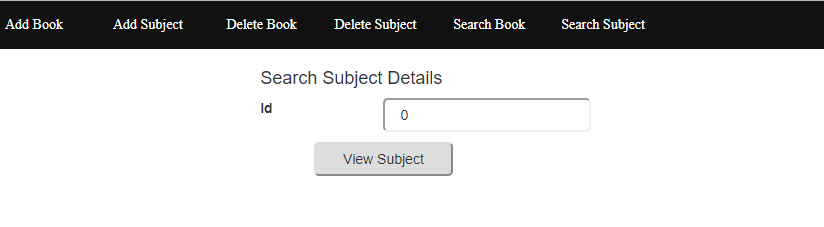 Add Book Add Subject Delete Book Delete Subject Search Book Search Subject
Search Subject Details
Id 0
View Subject